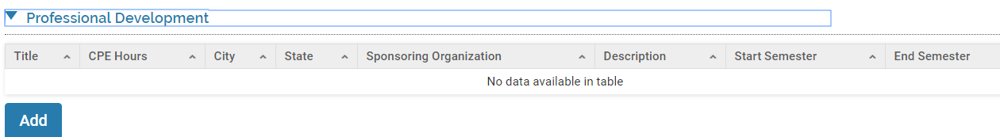 Professional Development
Title CPE Hours City State Sponsoring Organization Description Start Semester End Semester
No data available in table
Add